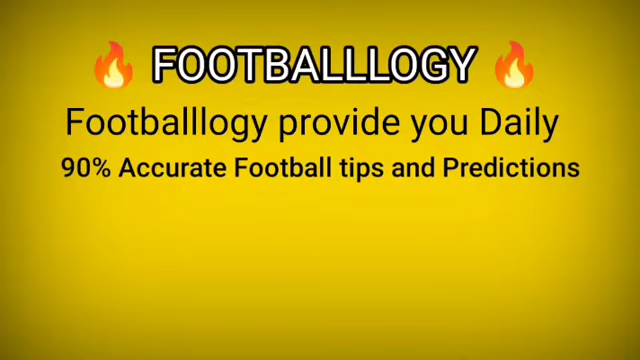 🔥 FOOTBALLLOGY 🔥
Footballlogy provide you Daily
90% Accurate Football tips and Predictions